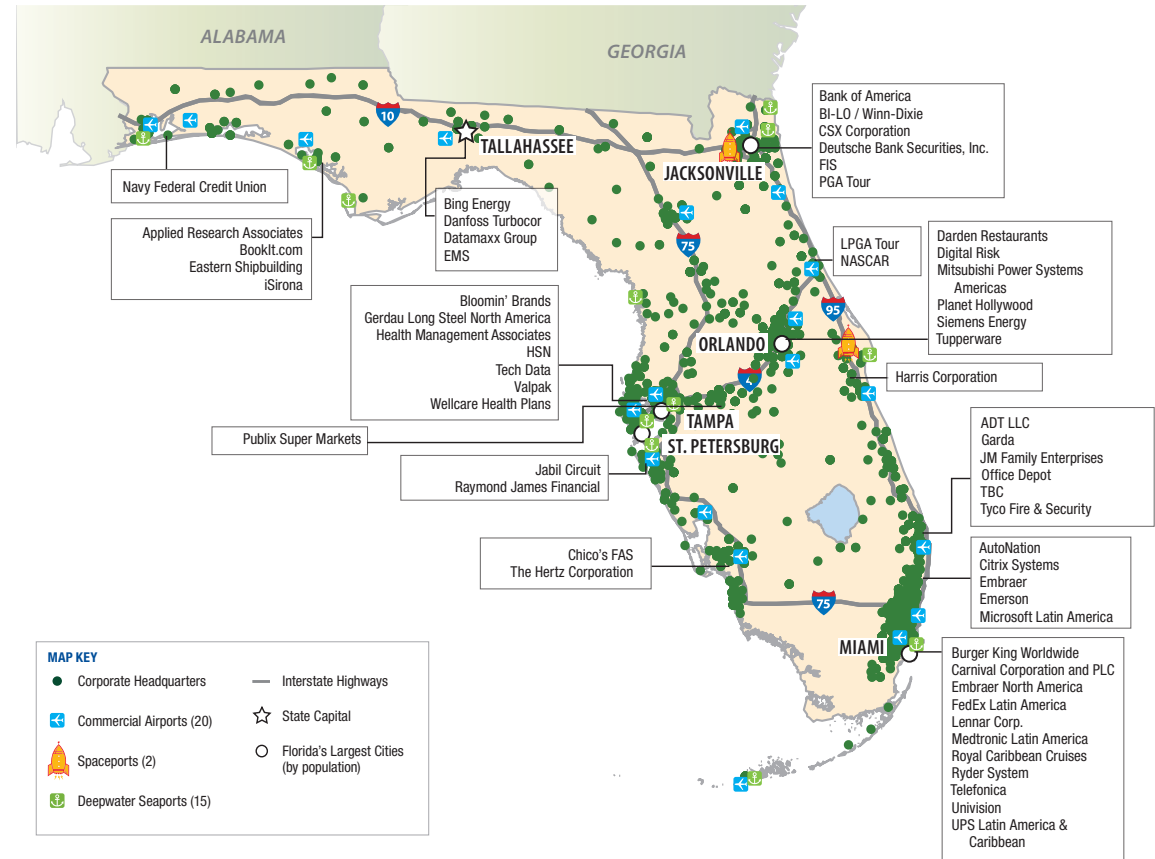 ALABAMA
GEORGIA
10
TALLAHASSEE
JACKSONVILLE
Bank of America
BI-LO / Winn-Dixie
CSX Corporation
Deutsche Bank Securities, Inc.
FIS
PGA Tour
Navy Federal Credit Union
Applied Research Associates
BookIt.com
Eastern Shipbuilding
iSirona
Bing Energy
Danfoss Turbocor
Datamaxx Group
EMS
75
LPGA Tour
NASCAR
Darden Restaurants
Digital Risk
Mitsubishi Power Systems
Americas
Planet Hollywood
Siemens Energy
Tupperware
95
Bloomin' Brands
Gerdau Long Steel North America
Health Management Associates
HSN
Tech Data
Valpak
Wellcare Health Plans
ORLANDO
4
Harris Corporation
Publix Super Markets
TAMPA
ST. PETERSBURG
Jabil Circuit
Raymond James Financial
ADT LLC
Garda
JM Family Enterprises
Office Depot
TBC
Tyco Fire & Security
Chico's FAS
The Hertz Corporation
AutoNation
Citrix Systems
Embraer
Emerson
Microsoft Latin America
75
MIAMI
Burger King Worldwide
Carnival Corporation and PLC
Embraer North America
FedEx Latin America
Lennar Corp.
Medtronic Latin America
Royal Caribbean Cruises
Ryder System
Telefonica
Univision
UPS Latin America &
Caribbean
MAP KEY
Corporate Headquarters
Commercial Airports (20)
Spaceports (2)
Deepwater Seaports (15)
Interstate Highways
State Capital
Florida's Largest Cities
(by population)